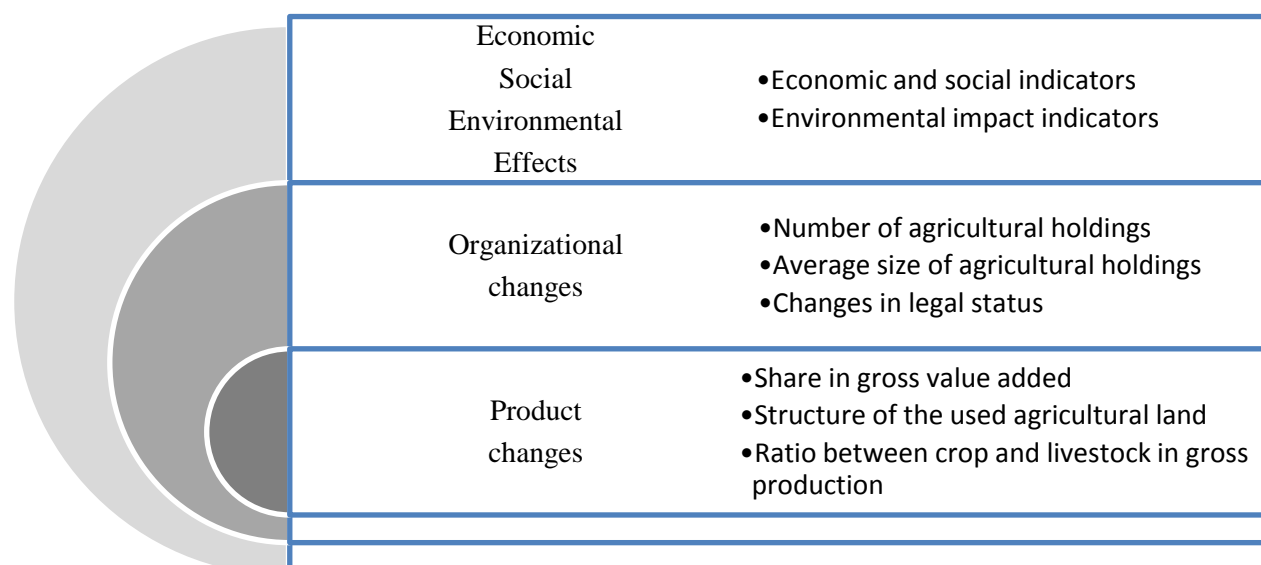 Economic
Social
Environmental
Effects
•Economic and social indicators
•Environmental impact indicators
Organizational
changes
•Number of agricultural holdings
•Average size of agricultural holdings
•Changes in legal status
Product
changes
•Share in gross value added
•Structure of the used agricultural land
•Ratio between crop and livestock in gross
production